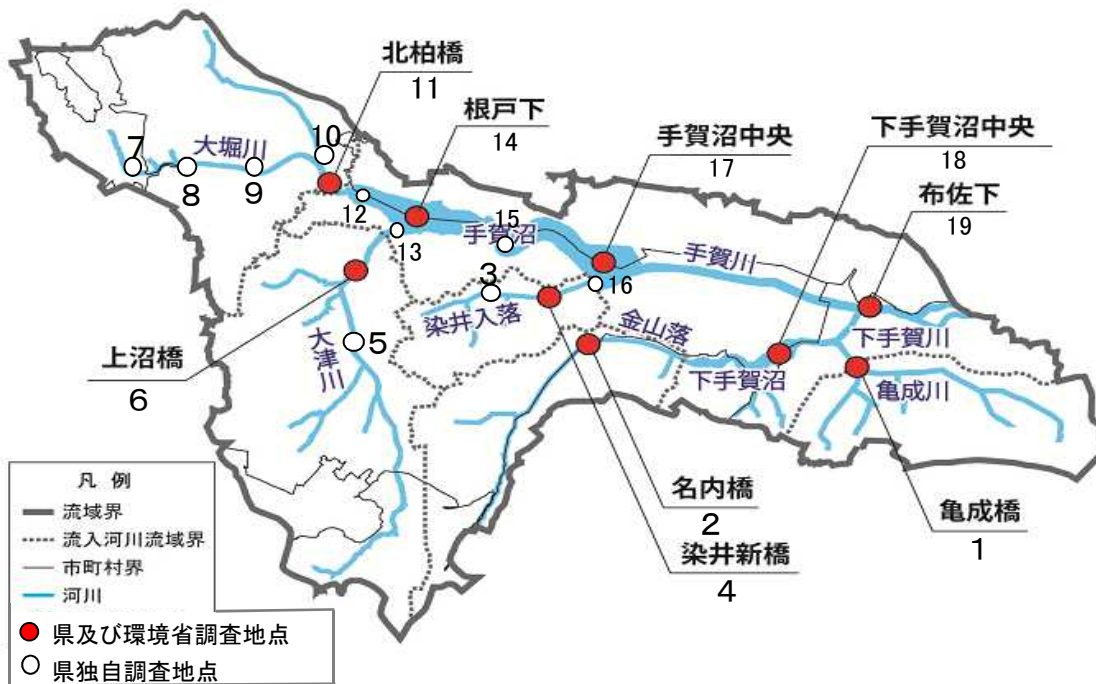 北柏橋
11
根戸下
14
手賀沼中央
17
下手賀沼中央
18
布佐下
19
10
7
大堀川
8
9
12
13
15
手賀沼
手賀川
3
16
染井入落
金山落
下手賀川
大津川
5
下手賀沼
亀成川
上沼橋
6
名内橋
2
染井新橋
4
亀成橋
1
凡 例
流域界
流入河川流域界
市町村界
河川
県及び環境省調査地点
県独自調査地点